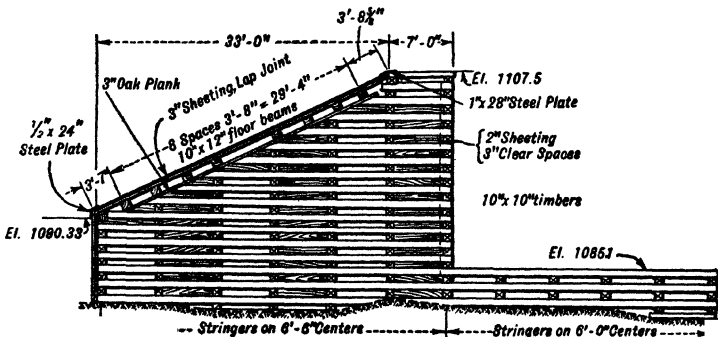 3'-8⅝"
33'-0"
7'-0"
El. 1107.5
3" Oak Plank
3" Sheeting, Lap Joint
8 Spaces 3'-8" = 29'-4"
10" x 12" floor beams
1" x 28" Steel Plate
½" x 24"
Steel Plate
2" Sheeting
3" Clear Spaces
3'-1"
10" x 10" timbers
El. 1090.33
El. 1085.1
Stringers on 6'-6" Centers
Stringers on 6'-0" Centers